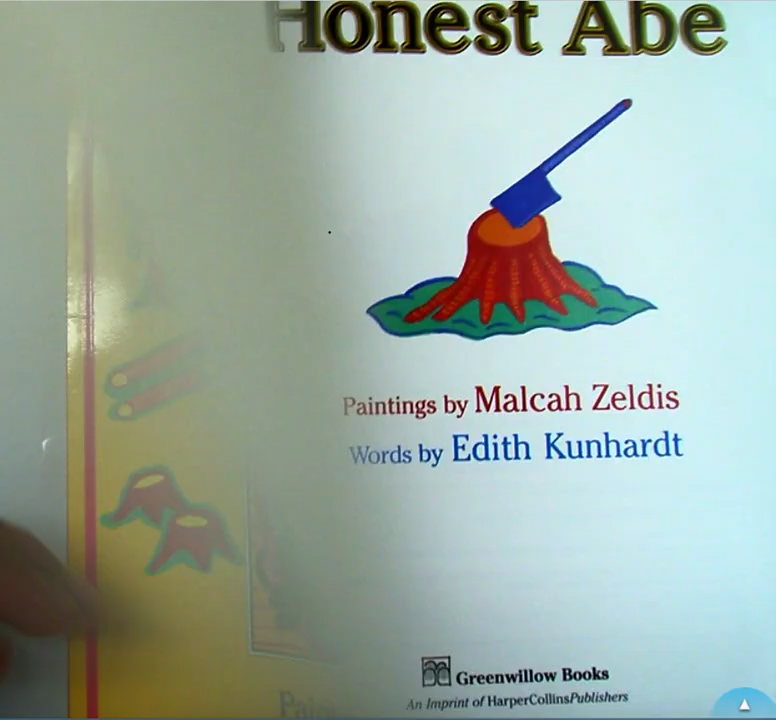 Honest Abe
Paintings by Malcah Zeldis
Words by Edith Kunhardt
Greenwillow Books
An Imprint of HarperCollinsPublishers